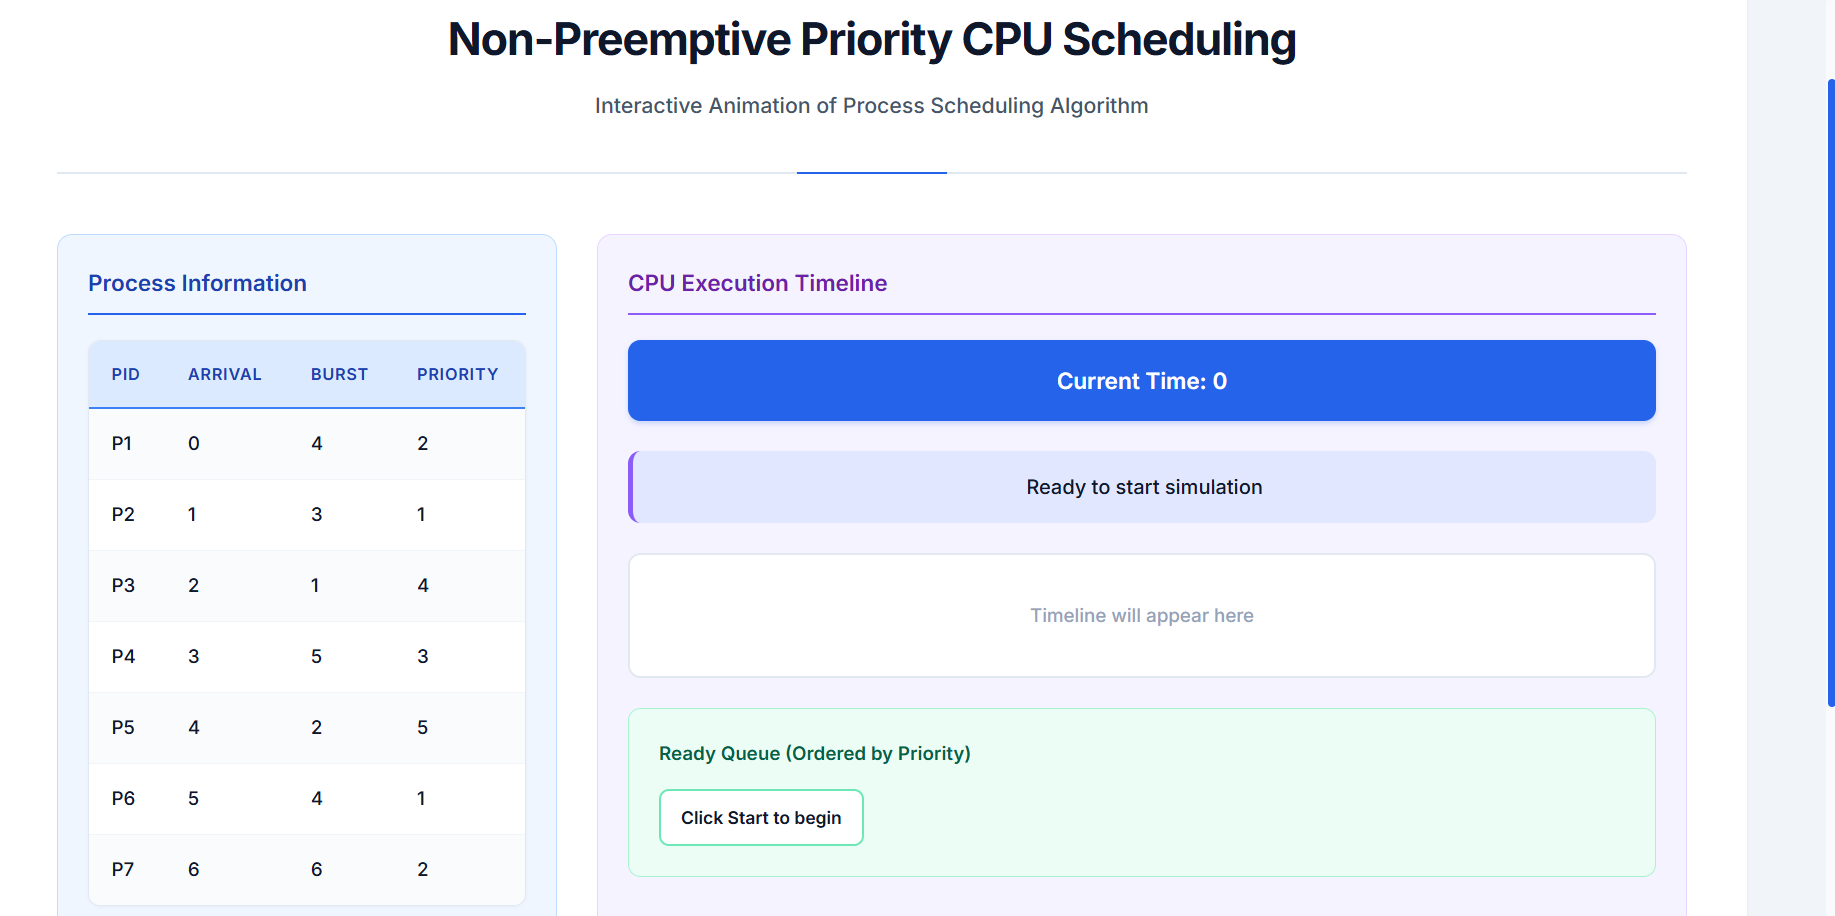 Non-Preemptive Priority CPU Scheduling
Interactive Animation of Process Scheduling Algorithm
Process Information
PID ARRIVAL BURST PRIORITY
P1 0 4 2
P2 1 3 1
P3 2 1 4
P4 3 5 3
P5 4 2 5
P6 5 4 1
P7 6 6 2
CPU Execution Timeline
Current Time: 0
Ready to start simulation
Timeline will appear here
Ready Queue (Ordered by Priority)
Click Start to begin